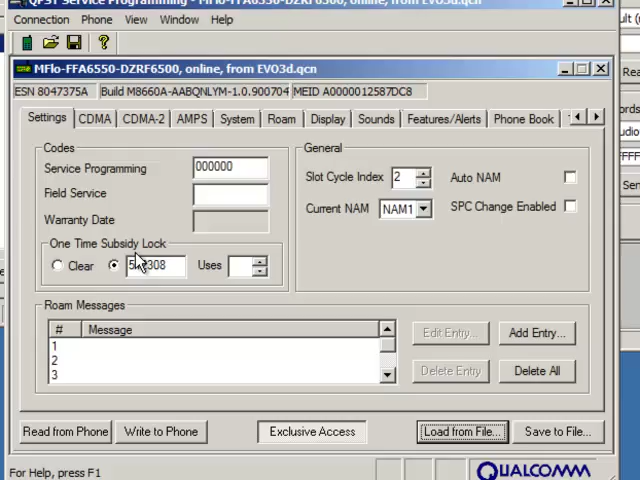 QPST Service Programming - MFlo-FFA6550-DZRF6500, online, from EVO3d.qcn
Connection Phone View Window Help
MFlo-FFA6550-DZRF6500, online, from EVO3d.qcn
ESN 8047375A Build M8660A-AABQNLYM-1.0.900704 MEID A0000012587DC8
Settings CDMA CDMA-2 AMPS System Roam Display Sounds Features/Alerts Phone Book
Codes General
Service Programming 000000 Slot Cycle Index 2 Auto NAM
Field Service
Warranty Date Current NAM NAM1 SPC Change Enabled
One Time Subsidy Lock
Clear Uses
Roam Messages
# Message
1
2
3
Edit Entry... Add Entry...
Delete Entry Delete All
Read from Phone Write to Phone Exclusive Access Load from File... Save to File...
For Help, press F1 QUALCOMM